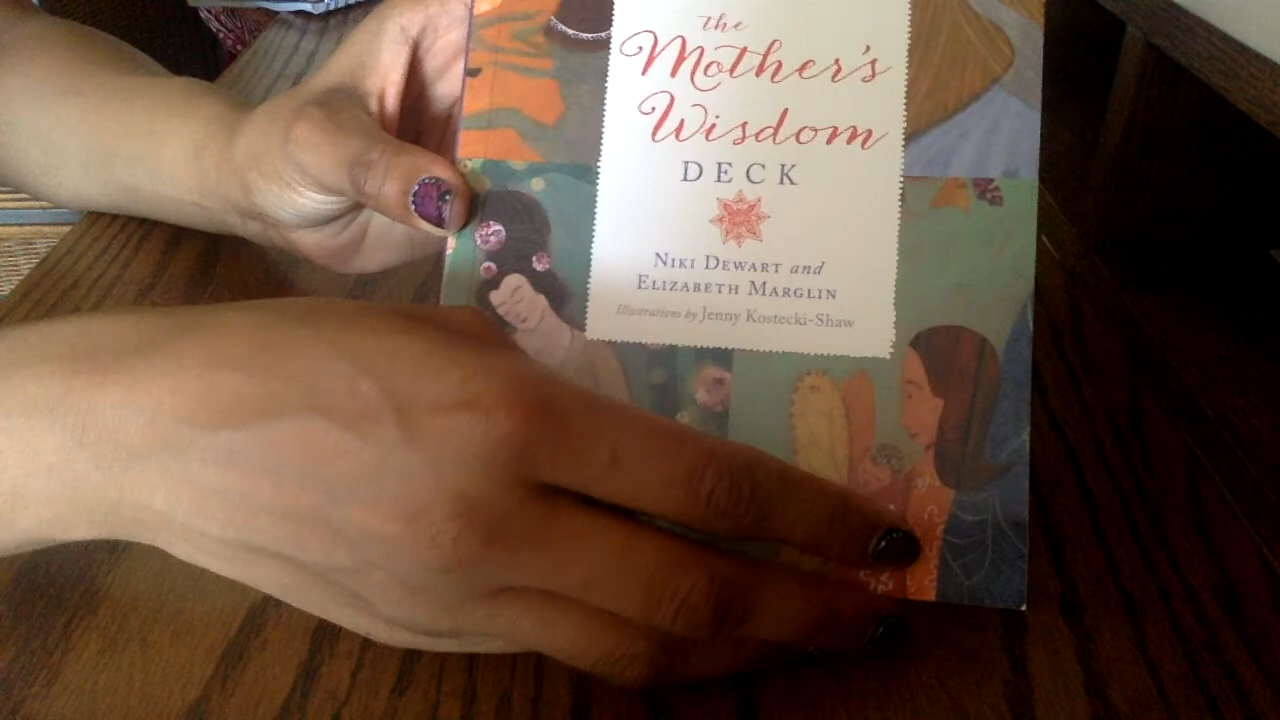 the
Mother's
Wisdom
DECK
NIKI DEWART and
ELIZABETH MARGLIN
Illustrations by Jenny Kostecki-Shaw